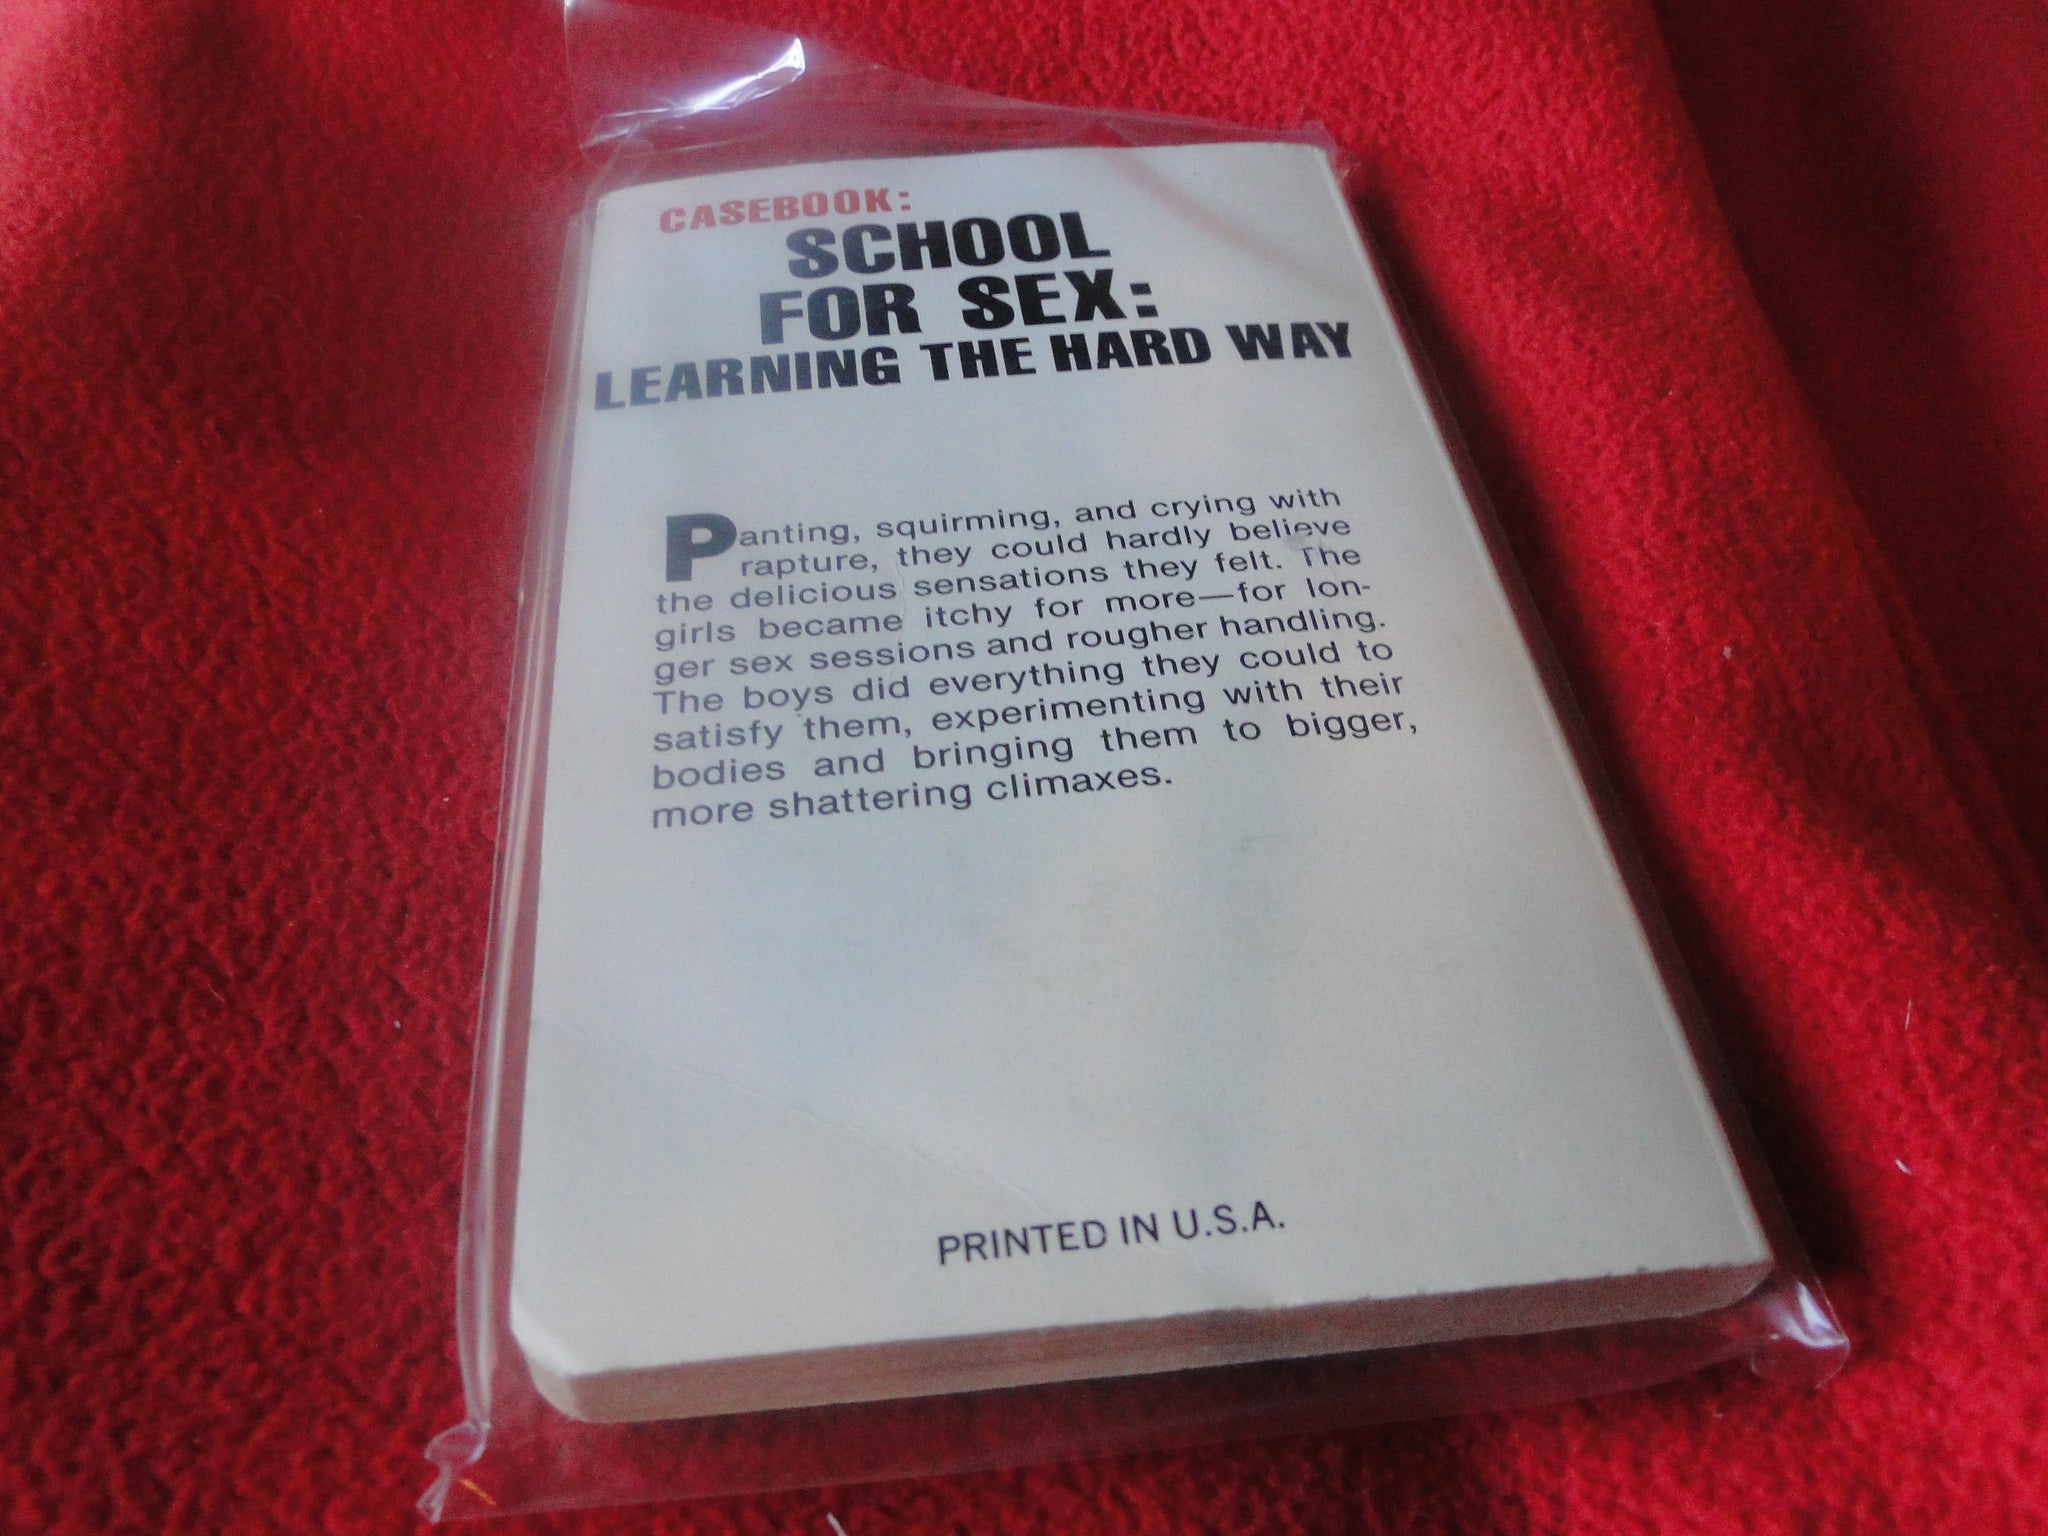 CASEBOOK:
SCHOOL
FOR SEX:
LEARNING THE HARD WAY
Panting, squirming, and crying with
rapture, they could hardly believe
the delicious sensations they felt. The
girls became itchy for more—for lon-
ger sex sessions and rougher handling.
The boys did everything they could to
satisfy them, experimenting with their
bodies and bringing them to bigger,
more shattering climaxes.
PRINTED IN U.S.A.